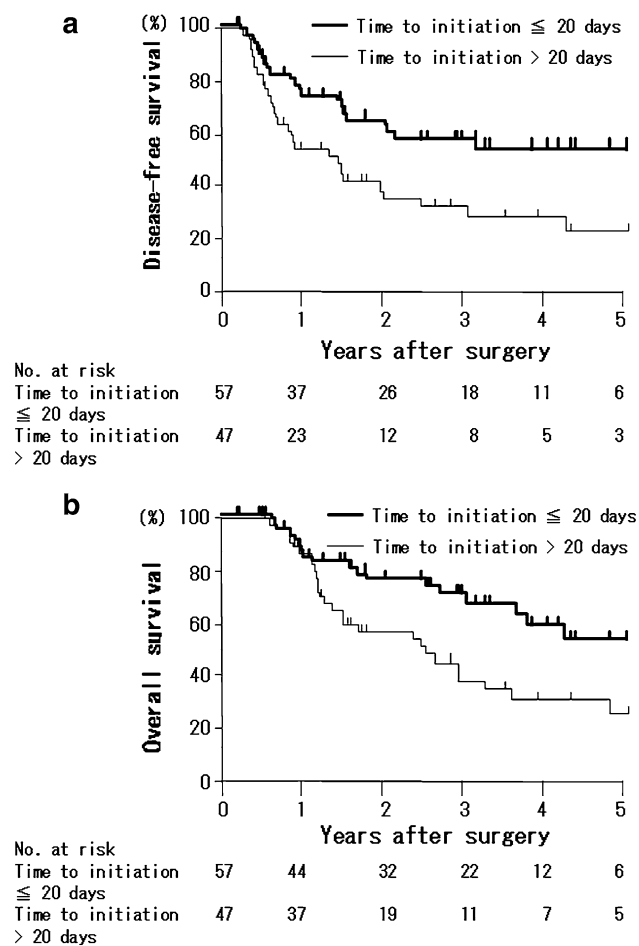 a
(%)
Time to initiation ≦ 20 days
Time to initiation > 20 days
100
80
60
40
20
0
Disease-free survival
0 1 2 3 4 5
Years after surgery
No. at risk
Time to initiation 57 37 26 18 11 6
≦ 20 days
Time to initiation 47 23 12 8 5 3
> 20 days
b
(%)
Time to initiation ≦ 20 days
Time to initiation > 20 days
100
80
60
40
20
0
Overall survival
0 1 2 3 4 5
Years after surgery
No. at risk
Time to initiation 57 44 32 22 12 6
≦ 20 days
Time to initiation 47 37 19 11 7 5
> 20 days